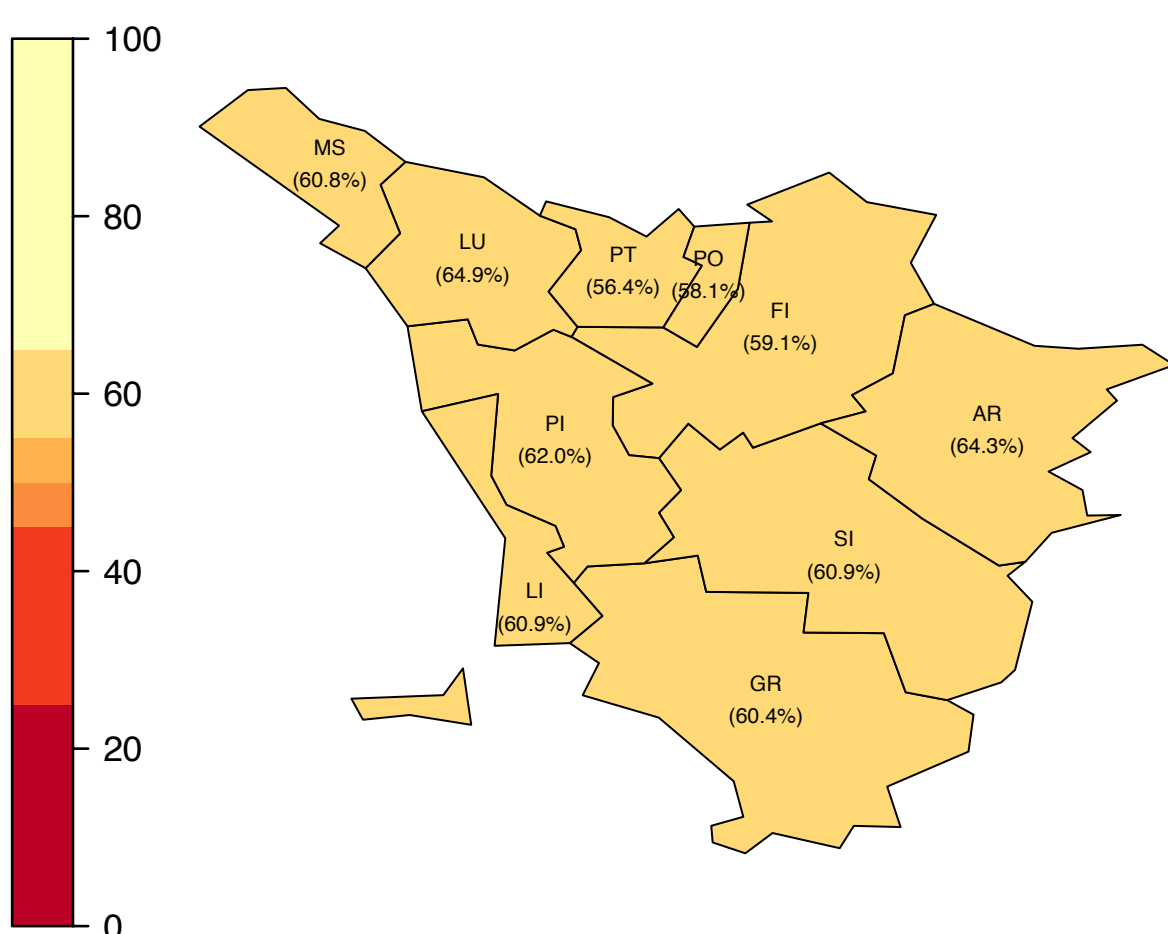 100
80
60
40
20
0
MS
(60.8%)
LU
(64.9%)
PT
(56.4%)
PO
(58.1%)
FI
(59.1%)
AR
(64.3%)
PI
(62.0%)
SI
(60.9%)
LI
(60.9%)
GR
(60.4%)